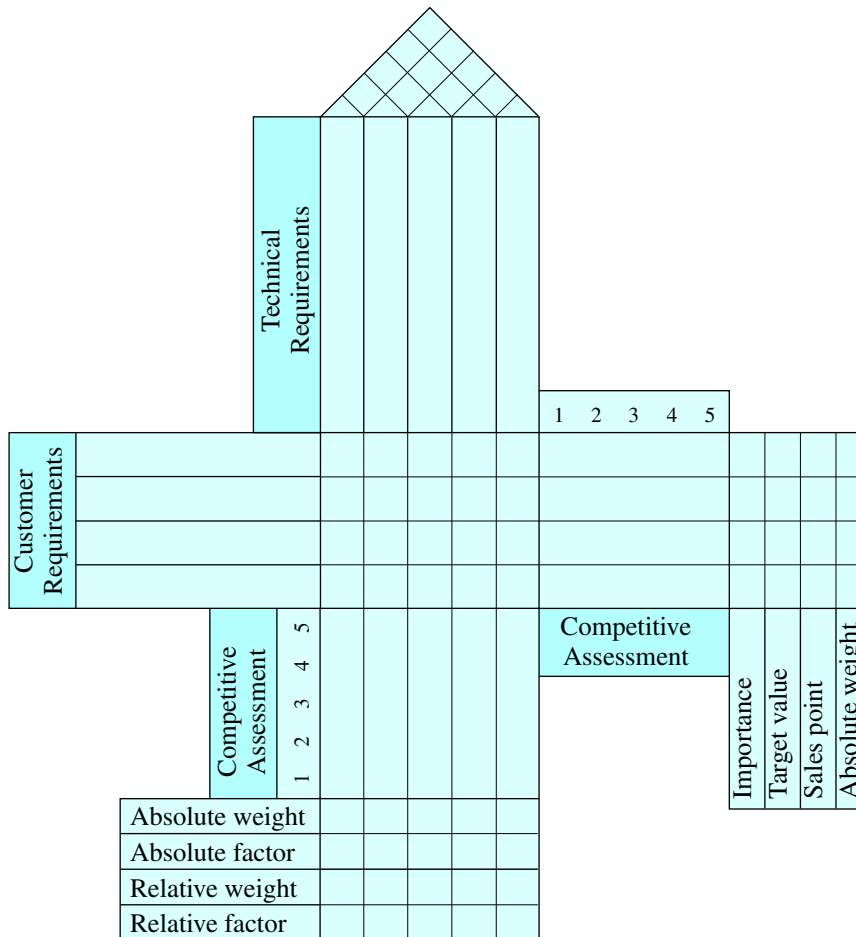 Technical
Requirements
1 2 3 4 5
Customer
Requirements
Competitive
Assessment
1 2 3 4 5
Competitive
Assessment
Importance
Target value
Sales point
Absolute weight
Absolute weight
Absolute factor
Relative weight
Relative factor